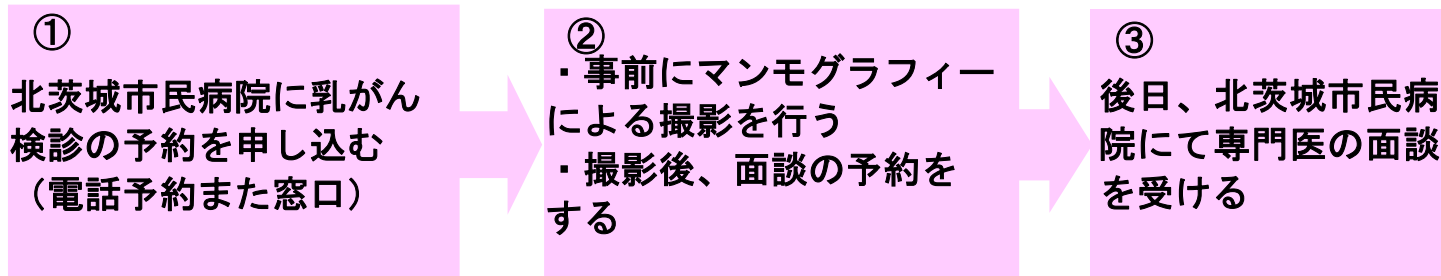 ①
北茨城市民病院に乳がん
検診の予約を申し込む
（電話予約また窓口）
②
・事前にマンモグラフィー
による撮影を行う
・撮影後、面談の予約を
する
③
後日、北茨城市民病
院にて専門医の面談
を受ける